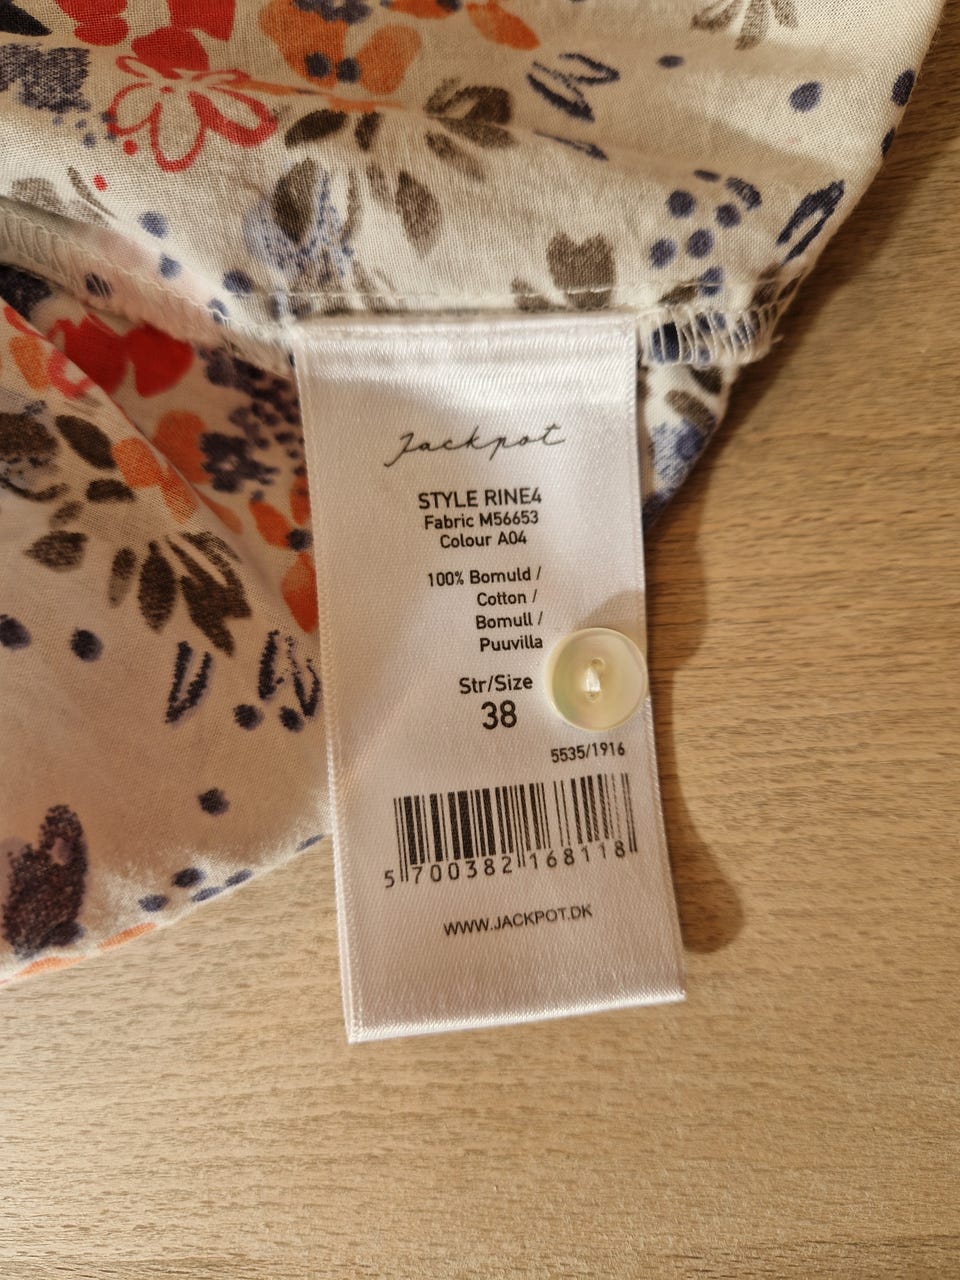 Jackpot
STYLE RINE4
Fabric M56653
Colour A04
100% Bomuld /
Cotton /
Bomull /
Puuvilla
Str/Size
38
5535/1916
5 700382 168118
WWW.JACKPOT.DK